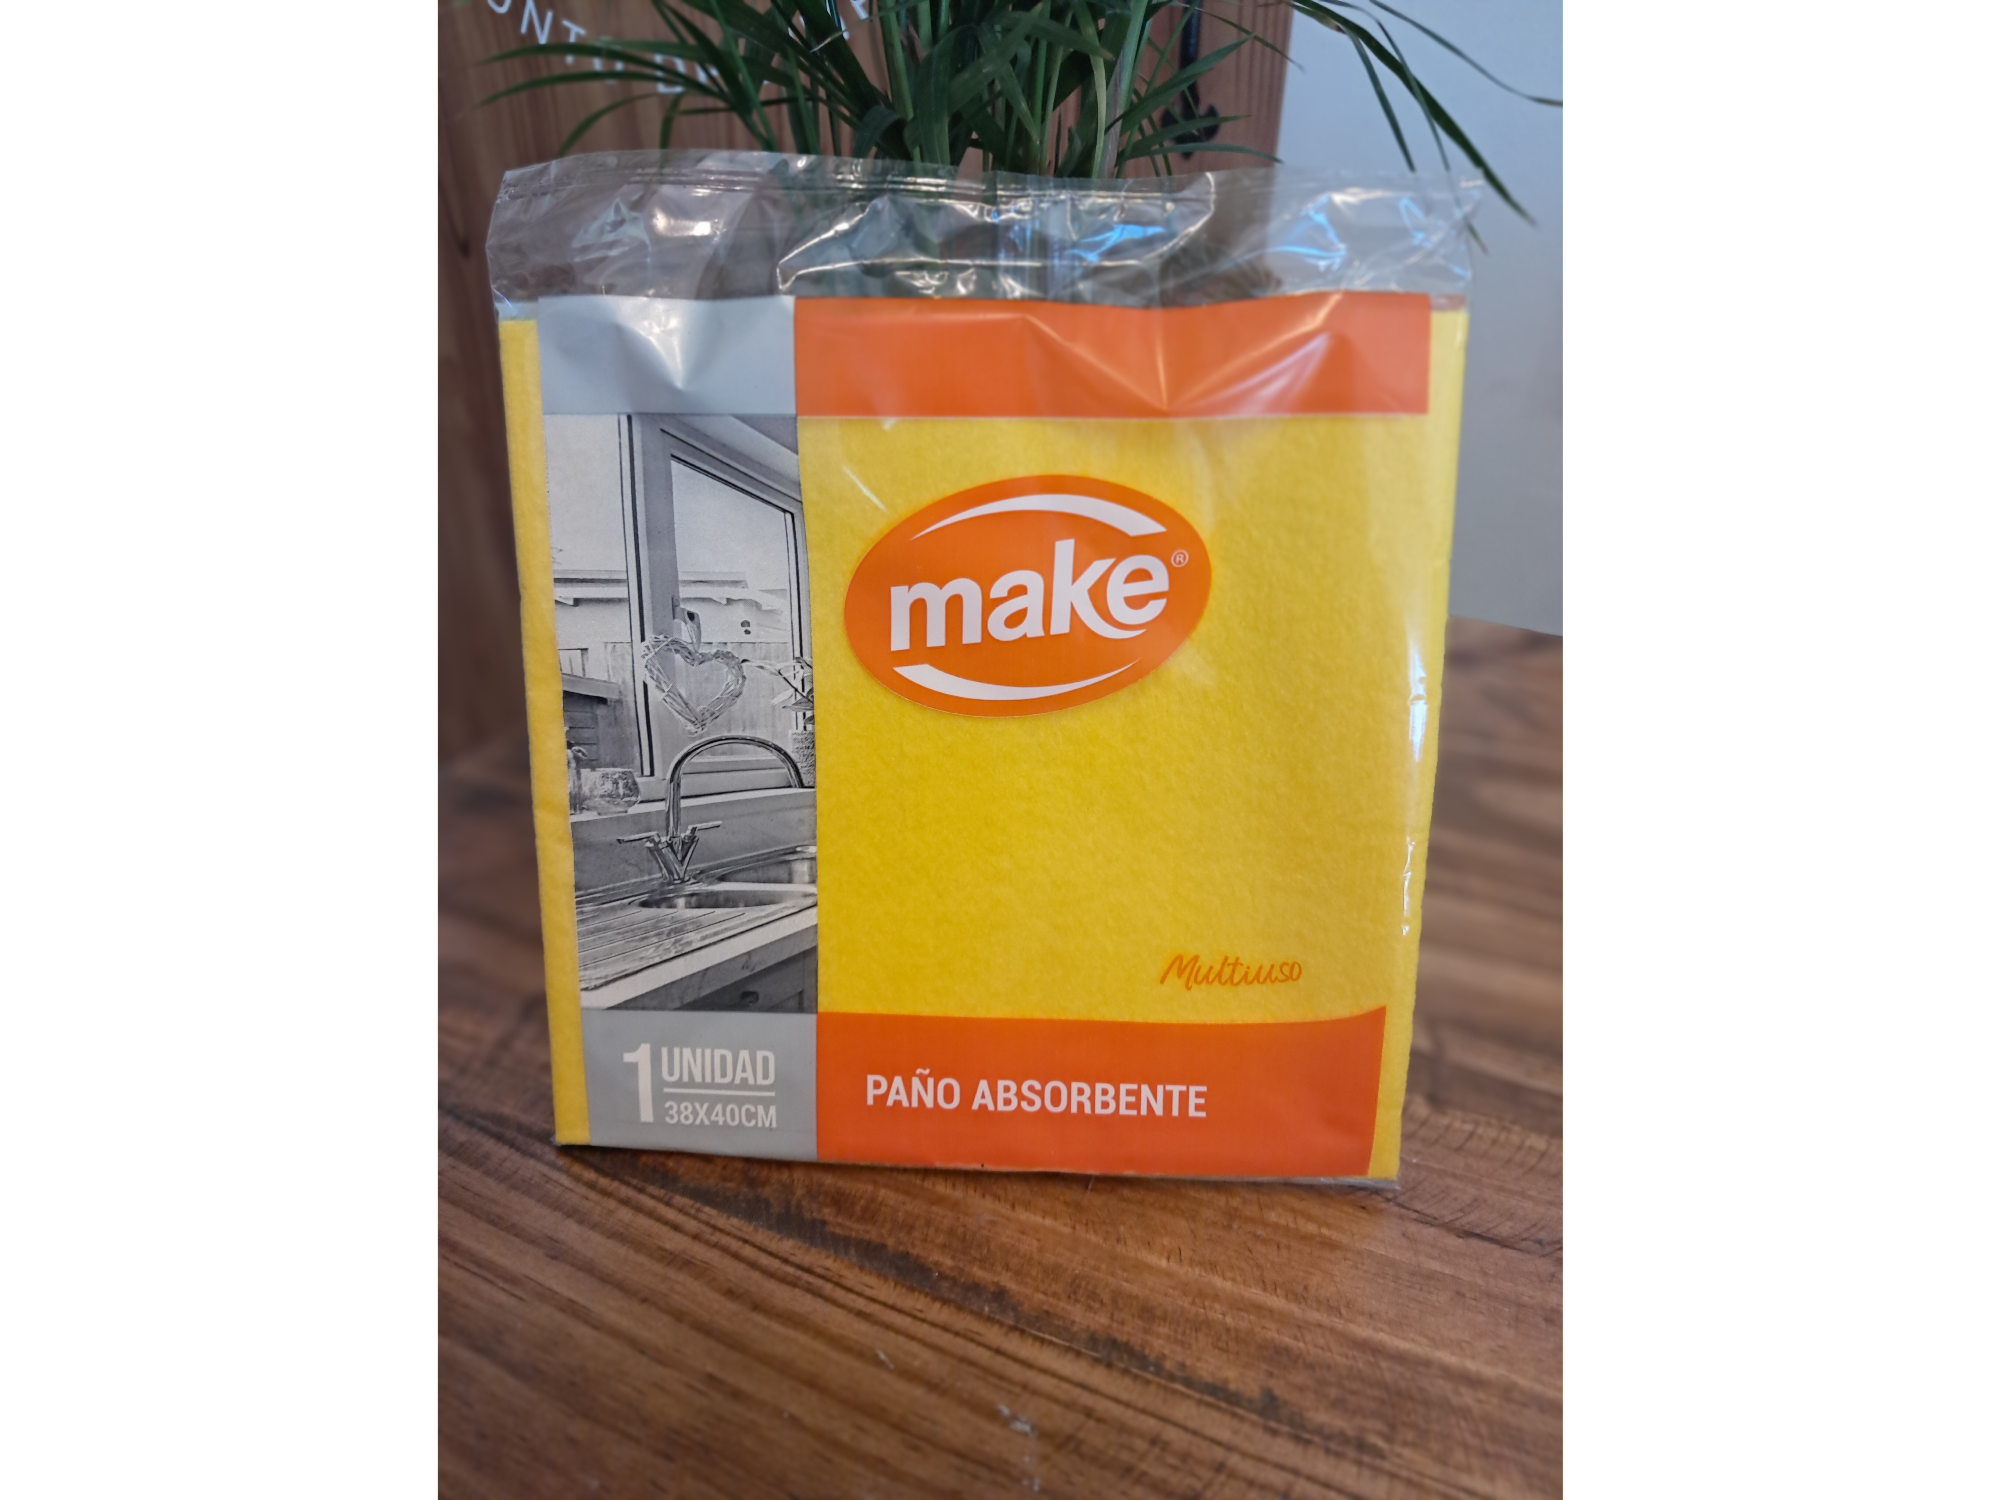 make®
Multiuso
1 UNIDAD
38X40CM
PAÑO ABSORBENTE